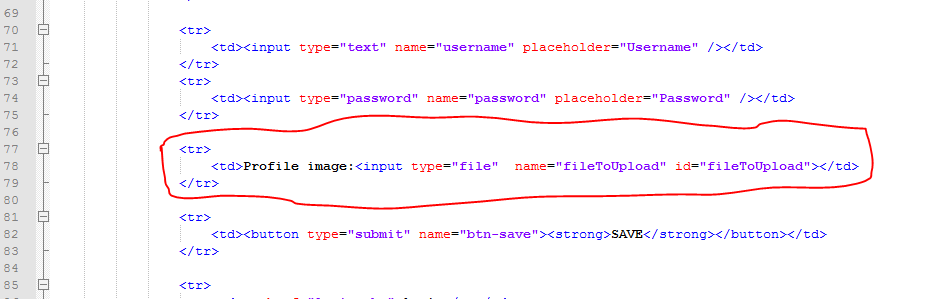 69
70 <tr>
71 <td><input type="text" name="username" placeholder="Username" /></td>
72 </tr>
73 <tr>
74 <td><input type="password" name="password" placeholder="Password" /></td>
75 </tr>
76
77 <tr>
78 <td>Profile image:<input type="file"  name="fileToUpload" id="fileToUpload"></td>
79 </tr>
80
81 <tr>
82 <td><button type="submit" name="btn-save"><strong>SAVE</strong></button></td>
83 </tr>
84
85 <tr>